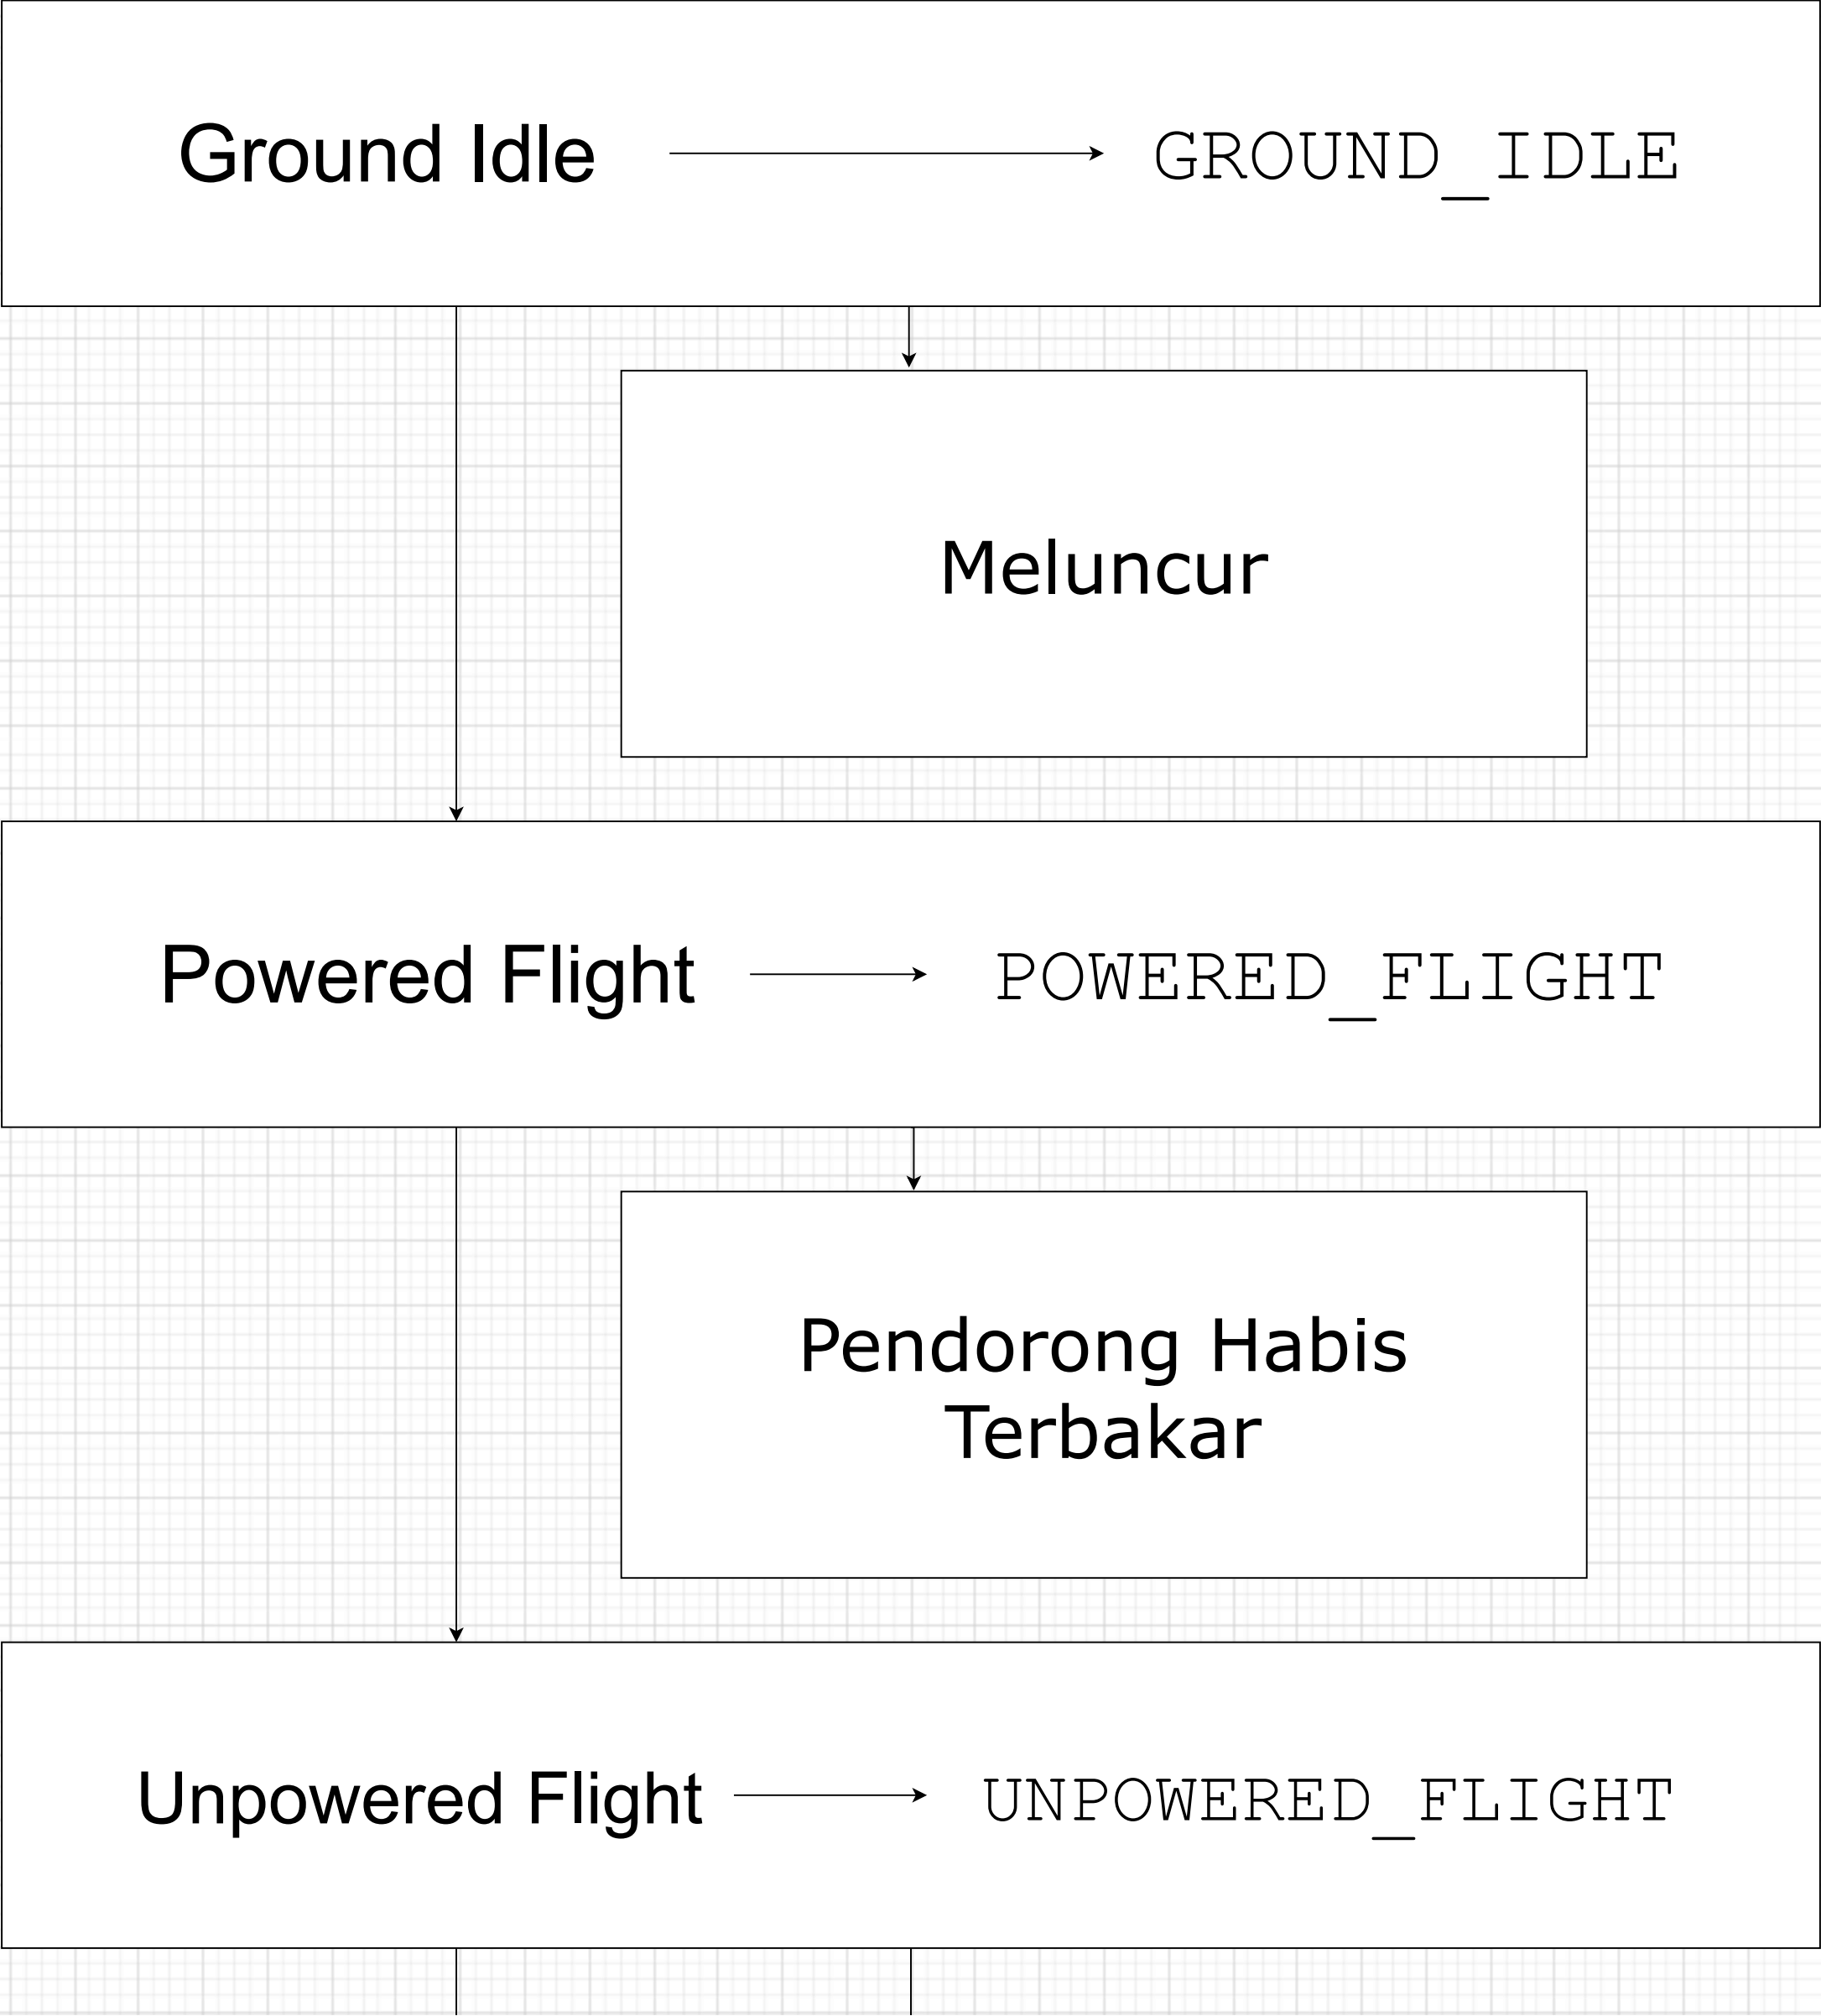 Ground Idle GROUND_IDLE
Meluncur
Powered Flight POWERED_FLIGHT
Pendorong Habis
Terbakar
Unpowered Flight UNPOWERED_FLIGHT